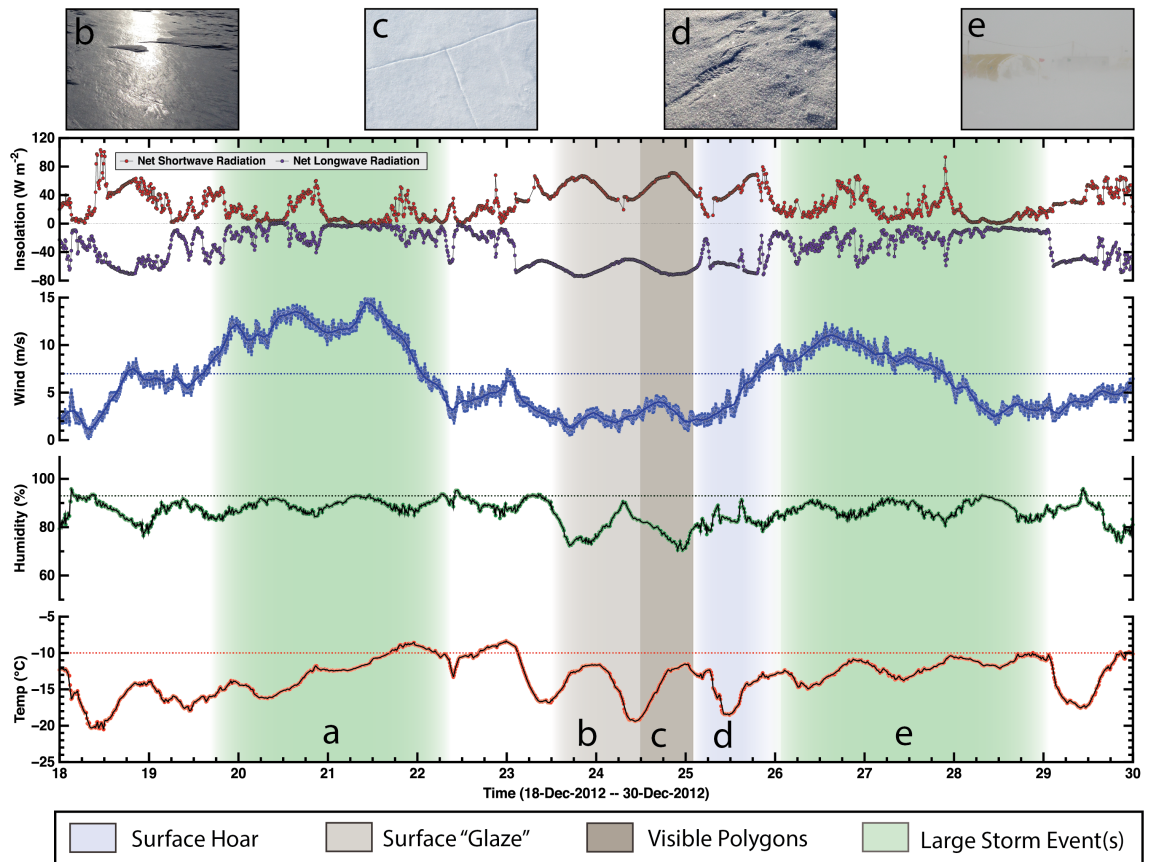 b
c
d
e
120
80
40
0
−40
−80
Insolation (W m⁻²)
Net Shortwave Radiation
Net Longwave Radiation
15
10
5
0
Wind (m/s)
100
80
60
Humidity (%)
−5
−10
−15
−20
−25
Temp (°C)
a
b
c
d
e
18 19 20 21 22 23 24 25 26 27 28 29 30
Time (18-Dec-2012 -- 30-Dec-2012)
Surface Hoar
Surface “Glaze”
Visible Polygons
Large Storm Event(s)